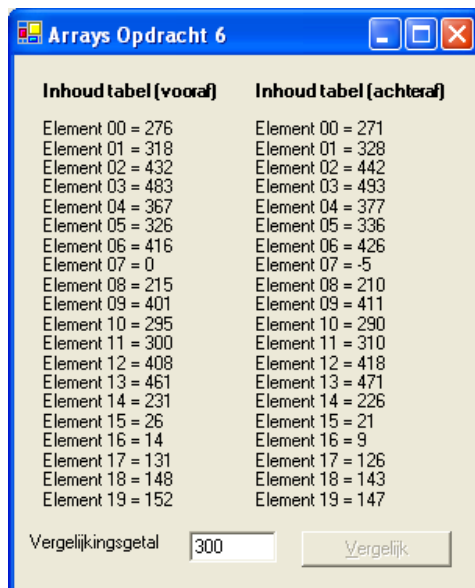 Arrays Opdracht 6
Inhoud tabel (vooraf) Inhoud tabel (achteraf)
Element 00 = 276 Element 00 = 271
Element 01 = 318 Element 01 = 328
Element 02 = 432 Element 02 = 442
Element 03 = 483 Element 03 = 493
Element 04 = 367 Element 04 = 377
Element 05 = 326 Element 05 = 336
Element 06 = 416 Element 06 = 426
Element 07 = 0 Element 07 = -5
Element 08 = 215 Element 08 = 210
Element 09 = 401 Element 09 = 411
Element 10 = 295 Element 10 = 290
Element 11 = 300 Element 11 = 310
Element 12 = 408 Element 12 = 418
Element 13 = 461 Element 13 = 471
Element 14 = 231 Element 14 = 226
Element 15 = 26 Element 15 = 21
Element 16 = 14 Element 16 = 9
Element 17 = 131 Element 17 = 126
Element 18 = 148 Element 18 = 143
Element 19 = 152 Element 19 = 147
Vergelijkingsgetal 300 Vergelijk